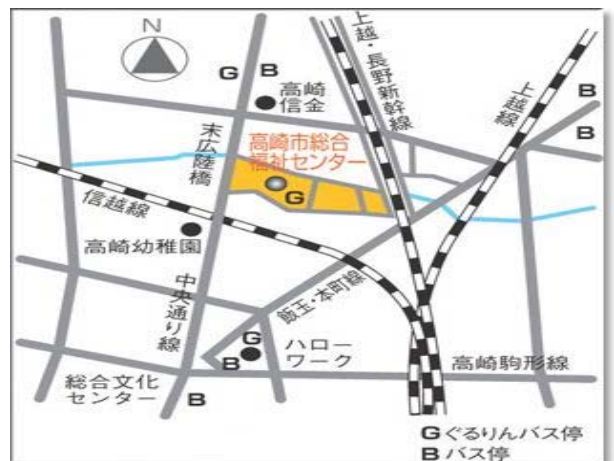 N
G
B
高崎
信金
上越・長野新幹線
上越線
B
B
末広陸橋
高崎市総合
福祉センター
G
信越線
高崎幼稚園
中央通り線
飯玉・本町線
G
B
ハロー
ワーク
高崎駒形線
総合文化
センター
B
Gぐるりんバス停
Bバス停